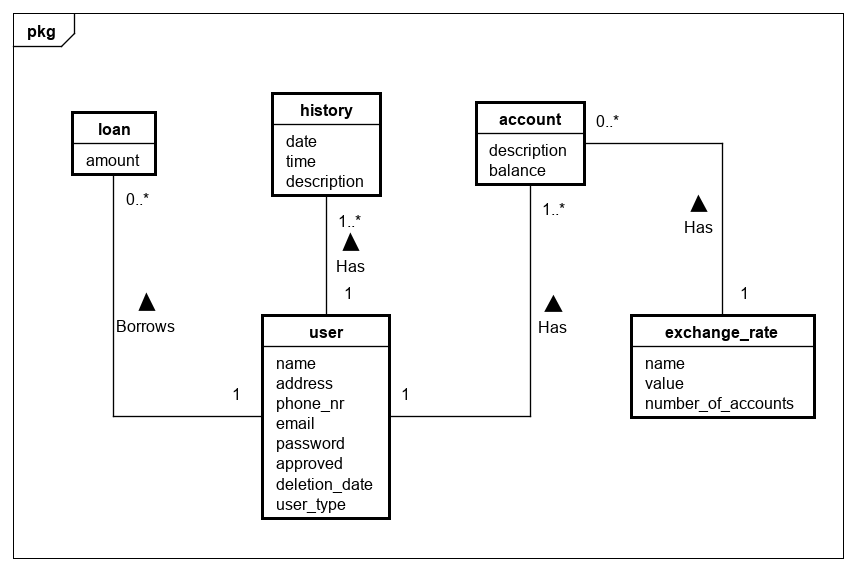 pkg
loan
amount
history
date
time
description
account
description
balance
0..*
0..*
1..*
Has
1..*
Has
Borrows
Has
1
1
1
1
user
name
address
phone_nr
email
password
approved
deletion_date
user_type
exchange_rate
name
value
number_of_accounts